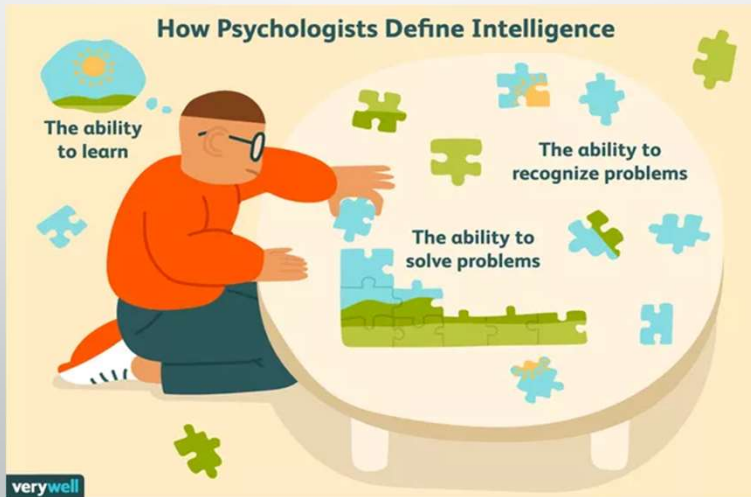 How Psychologists Define Intelligence
The ability
to learn
The ability to
recognize problems
The ability to
solve problems
verywell